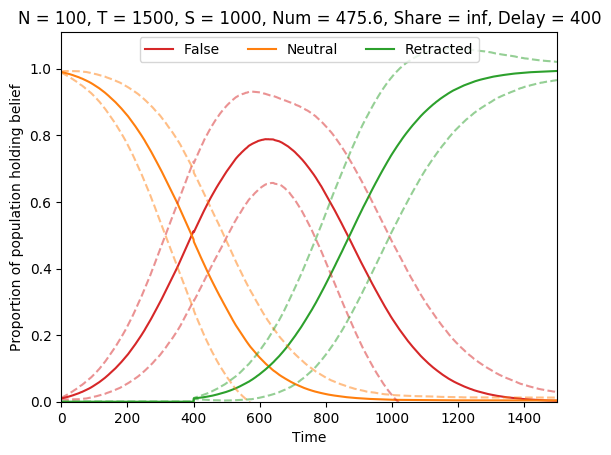 N = 100, T = 1500, S = 1000, Num = 475.6, Share = inf, Delay = 400
False Neutral Retracted
Proportion of population holding belief
1.0
0.8
0.6
0.4
0.2
0.0
0 200 400 600 800 1000 1200 1400
Time